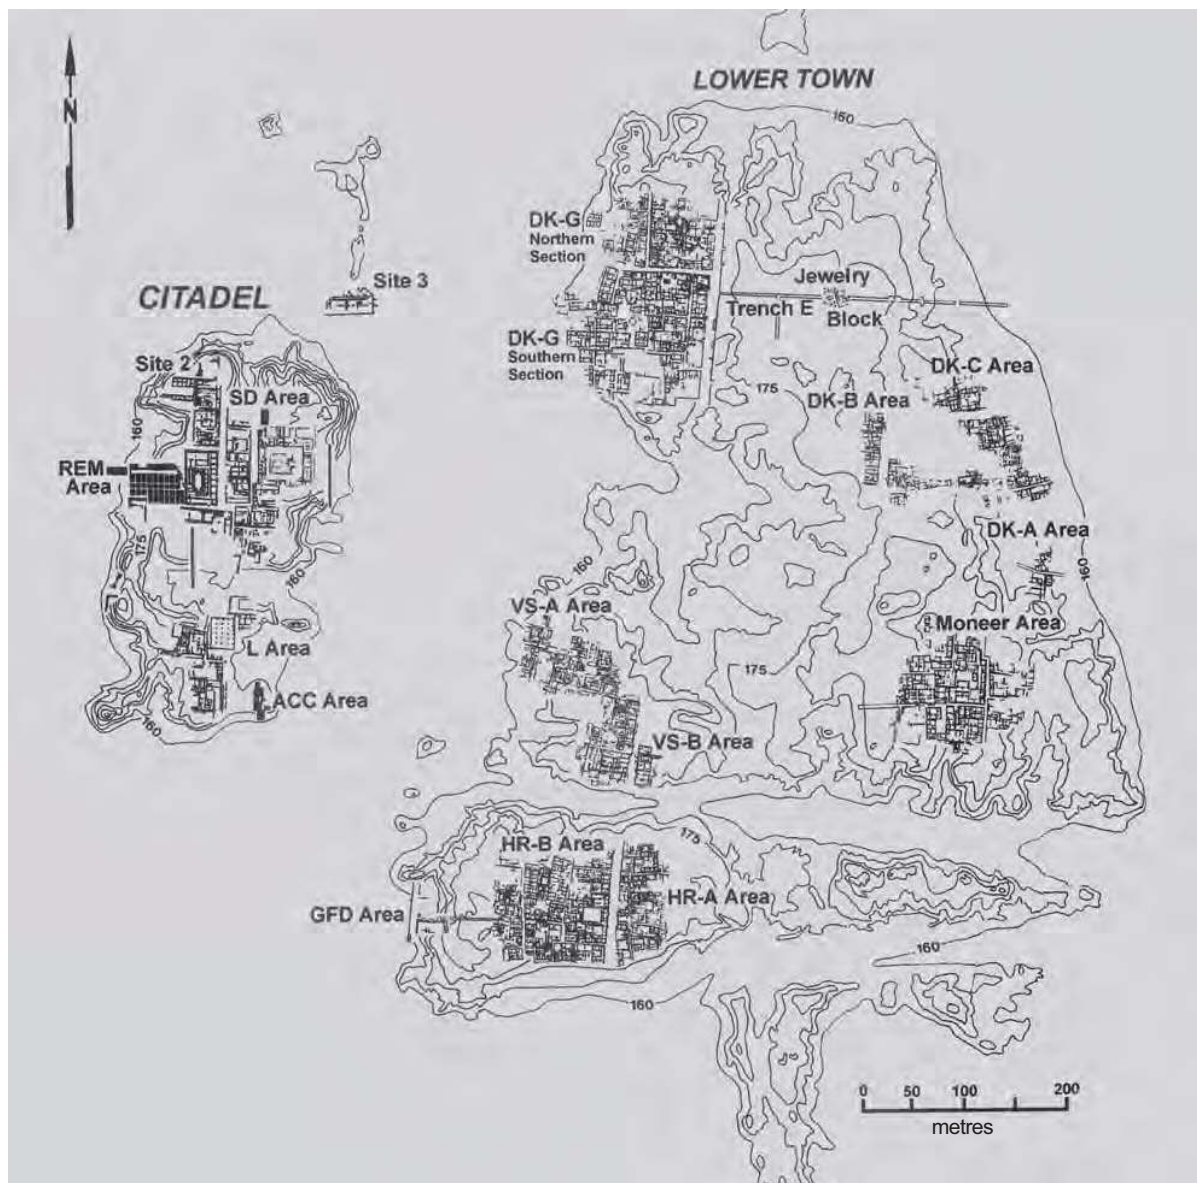 LOWER TOWN
160
N
DK-G
Northern
Section
Site 3
Jewelry
CITADEL
Trench E
Block
DK-G
Southern
Section
Site 2
DK-C Area
175
SD Area
DK-B Area
160
REM
Area
DK-A Area
175
160
160
160
VS-A Area
Moneer Area
L Area
175
ACC Area
160
VS-B Area
175
HR-B Area
HR-A Area
GFD Area
160
160
0 50 100 200
metres